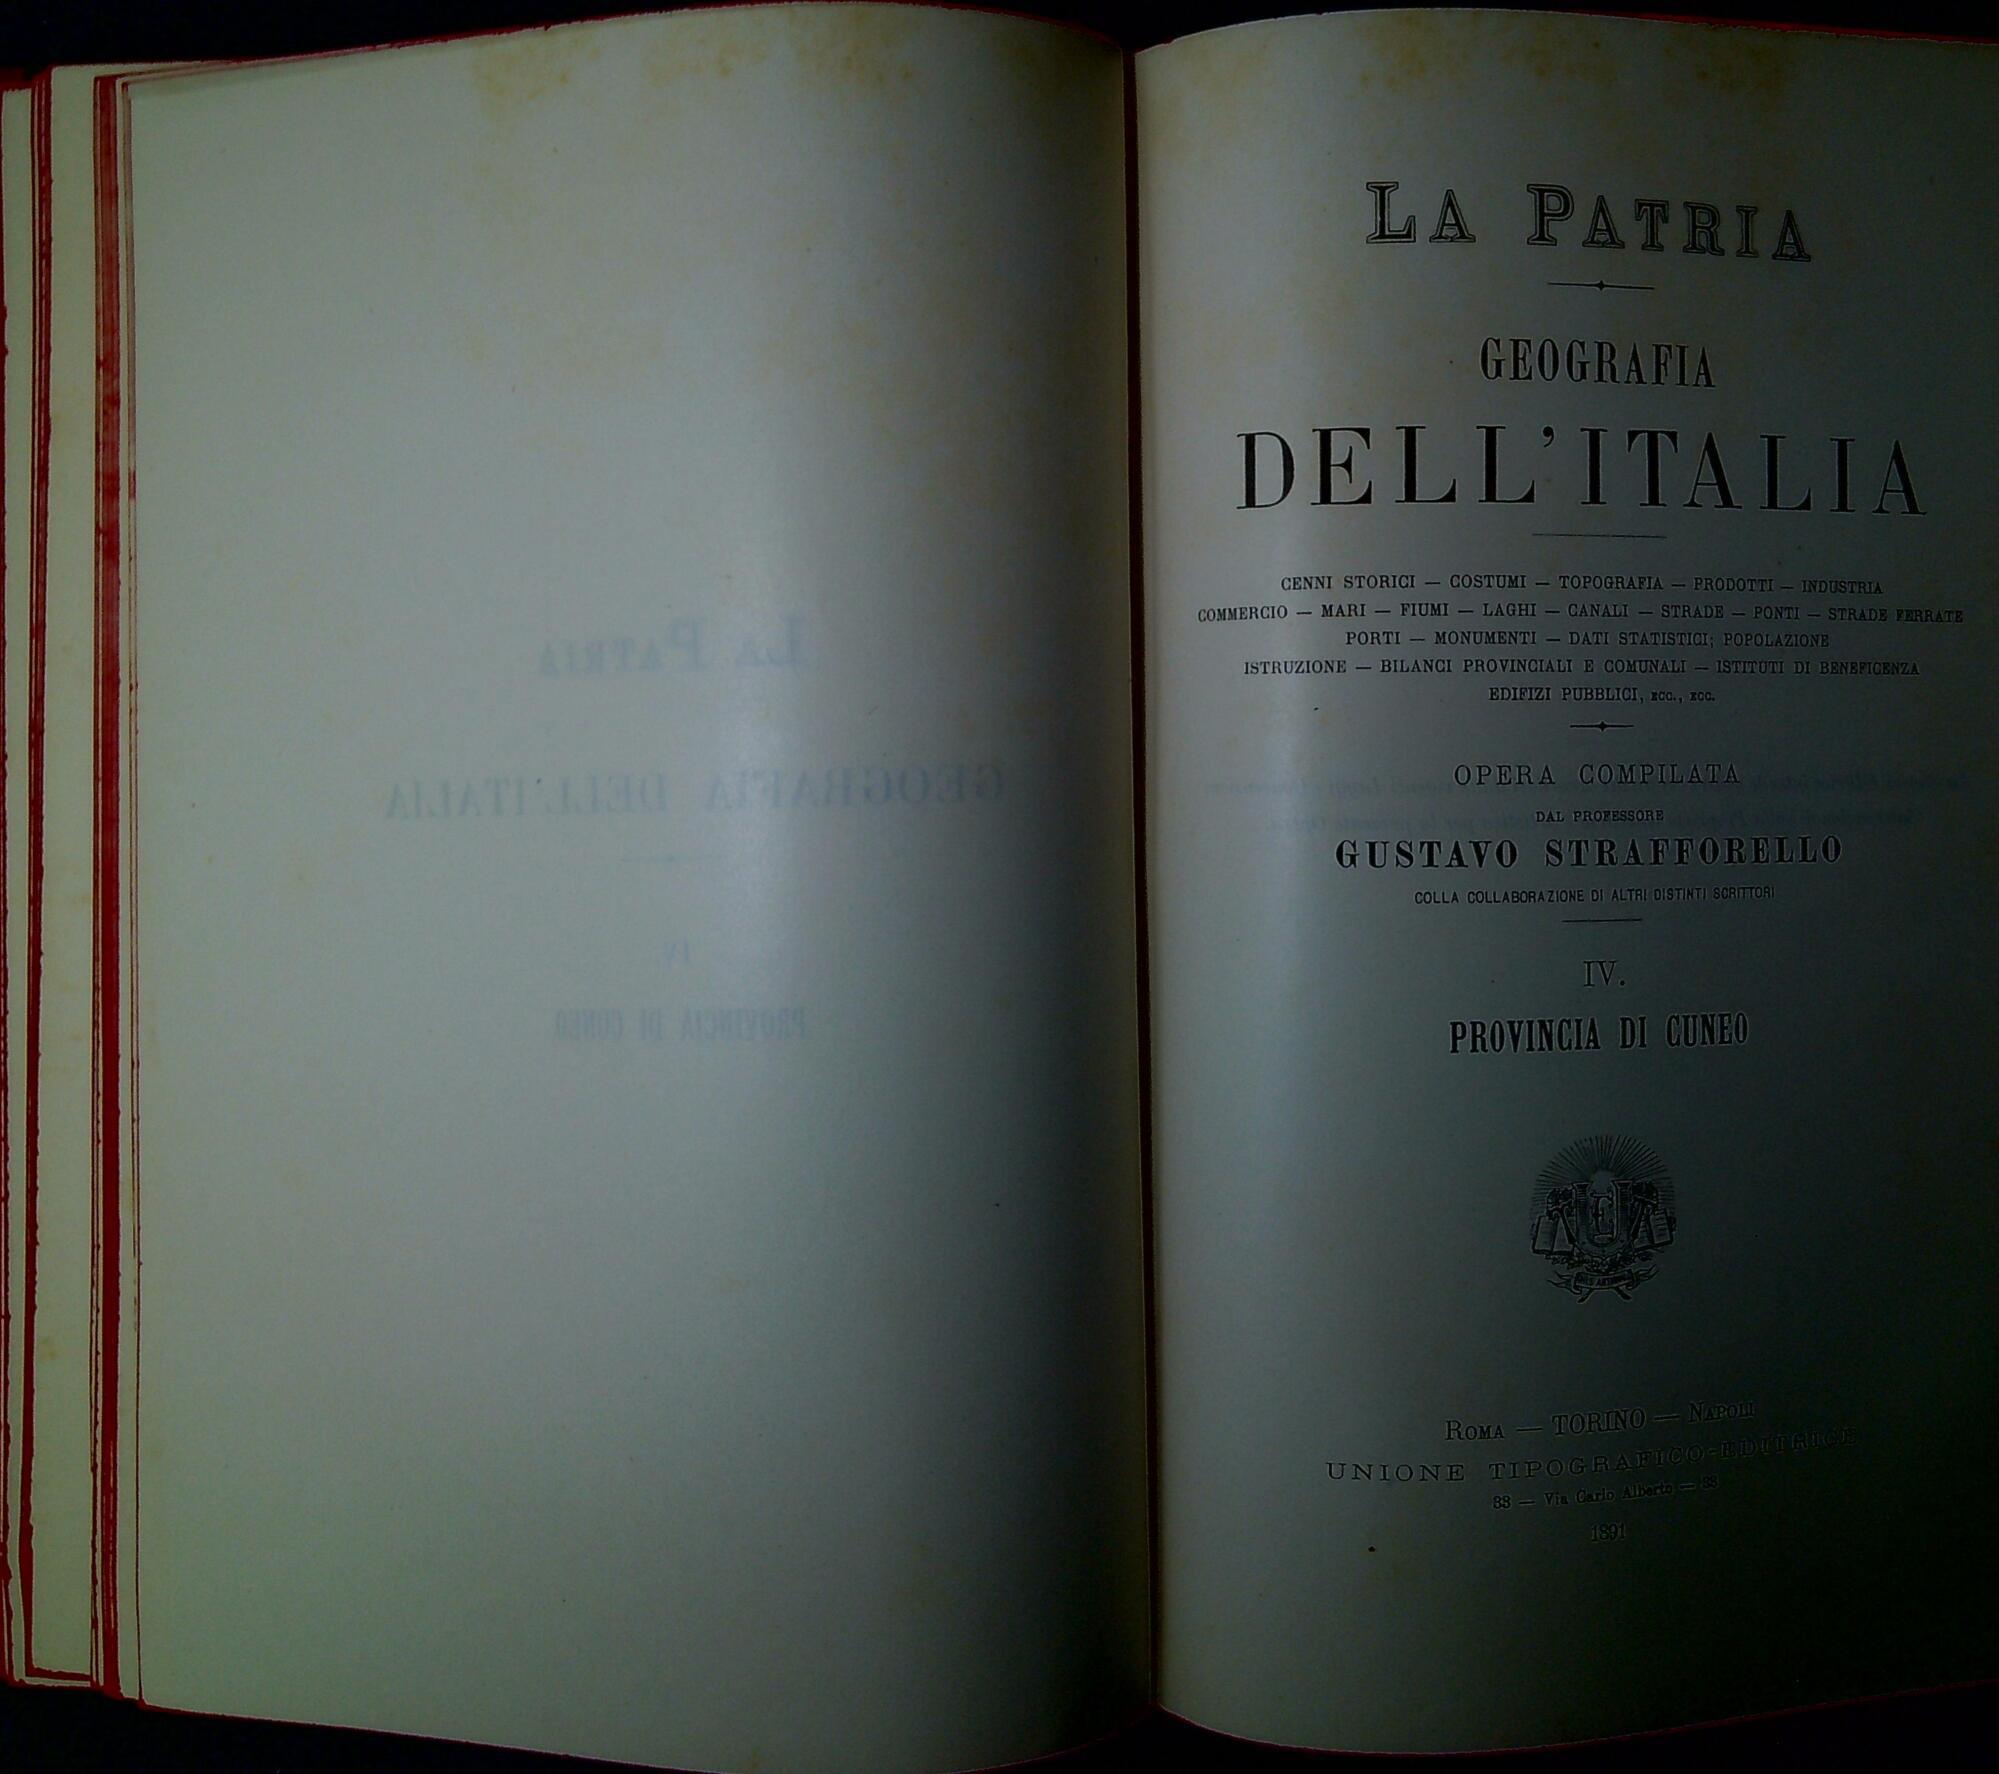 LA PATRIA
GEOGRAFIA
DELL'ITALIA
CENNI STORICI — COSTUMI — TOPOGRAFIA — PRODOTTI — INDUSTRIA
COMMERCIO — MARI — FIUMI — LAGHI — CANALI — STRADE — PONTI — STRADE FERRATE
PORTI — MONUMENTI — DATI STATISTICI; POPOLAZIONE
ISTRUZIONE — BILANCI PROVINCIALI E COMUNALI — ISTITUTI DI BENEFICENZA
EDIFIZI PUBBLICI, ECC., ECC.
OPERA COMPILATA
DAL PROFESSORE
GUSTAVO STRAFFORELLO
COLLA COLLABORAZIONE DI ALTRI DISTINTI SCRITTORI
IV.
PROVINCIA DI CUNEO
ROMA — TORINO — NAPOLI
UNIONE TIPOGRAFICO-EDITRICE
33 — Via Carlo Alberto — 33
1891